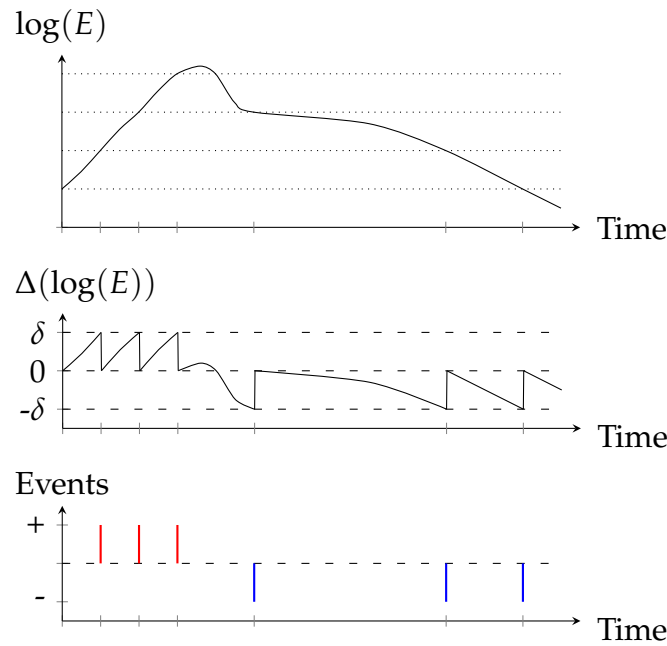 log(E)
Time
Δ(log(E))
δ
0
-δ
Time
Events
+
-
Time